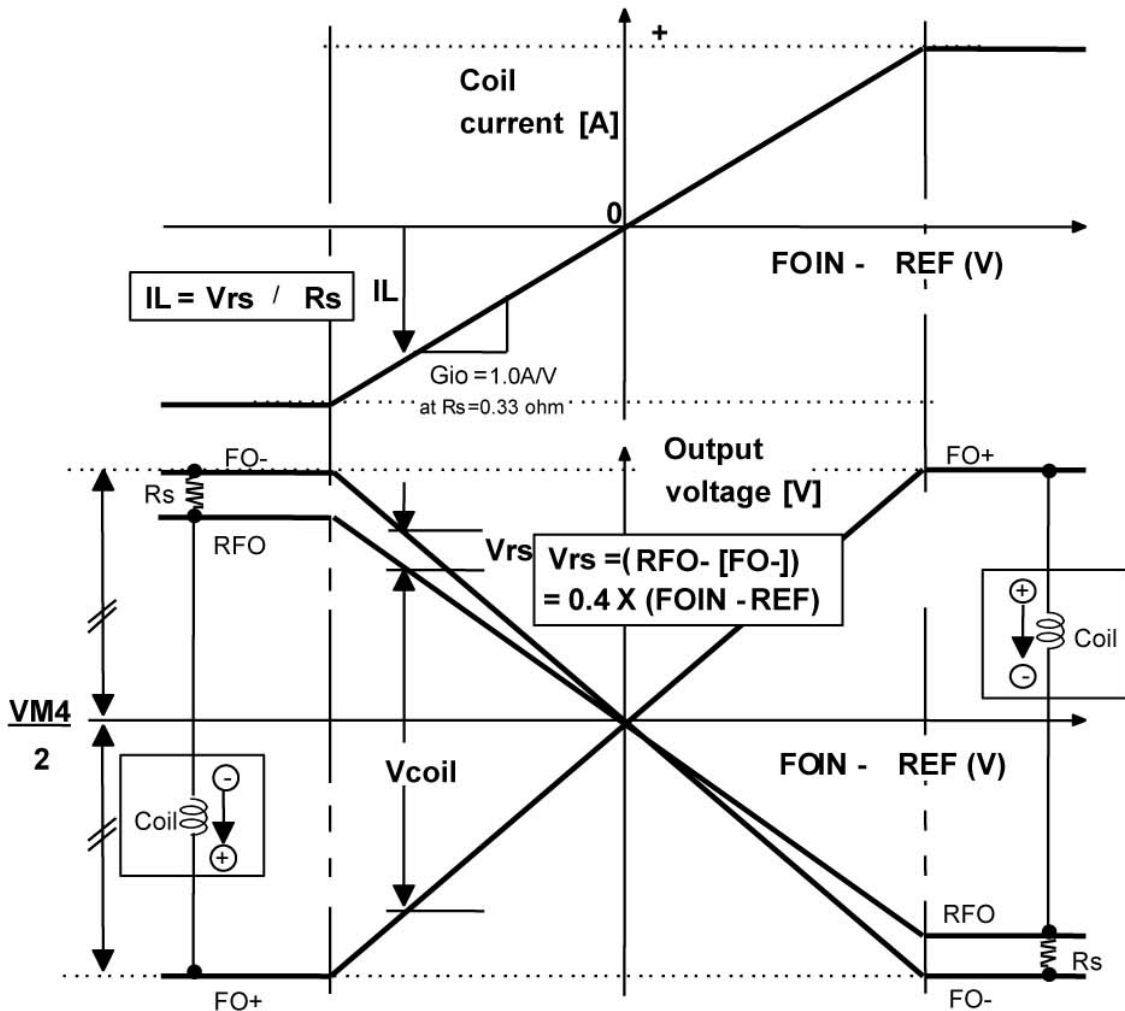 +
Coil
current [A]
0
FOIN - REF (V)
IL = Vrs / Rs
IL
Gio =1.0A/V
at Rs=0.33 ohm
FO-
Output
voltage [V]
FO+
Rs
RFO
Vrs
Vrs =(RFO- [FO-])
= 0.4 X (FOIN -REF)
+
Coil
-
VM4
2
Vcoil
FOIN - REF (V)
-
Coil
+
RFO
Rs
FO+
FO-